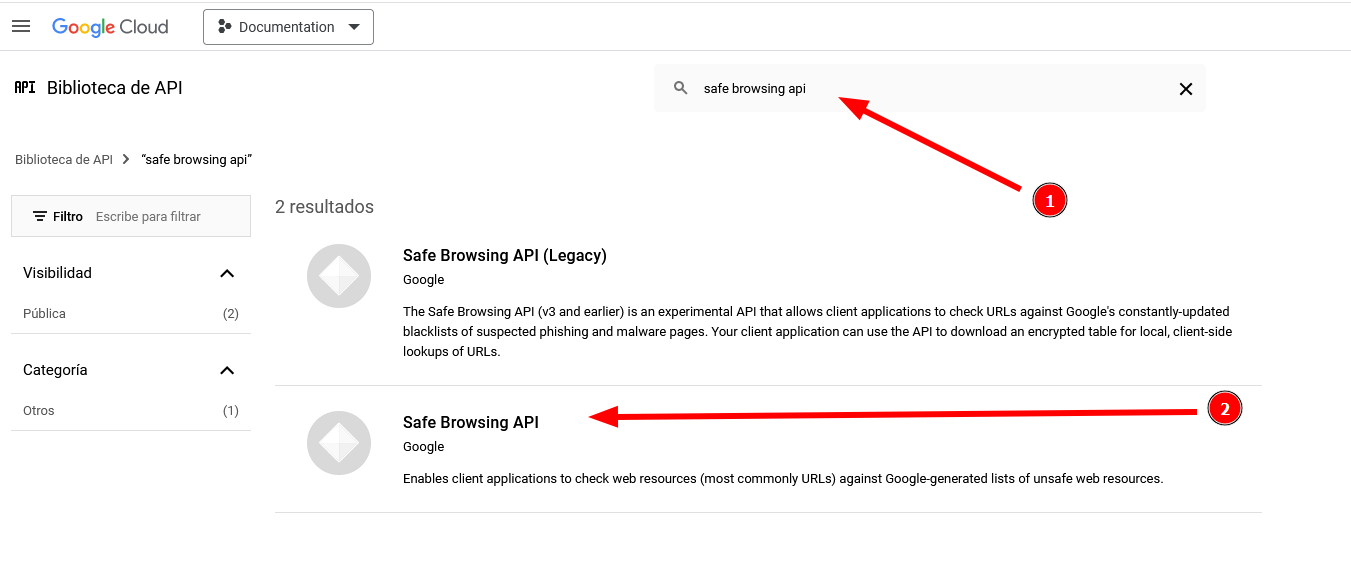 Google Cloud
Documentation
API Biblioteca de API
safe browsing api
1
Biblioteca de API
“safe browsing api”
Filtro Escribe para filtrar
Visibilidad
Pública (2)
Categoría
Otros (1)
2 resultados
Safe Browsing API (Legacy)
Google
The Safe Browsing API (v3 and earlier) is an experimental API that allows client applications to check URLs against Google's constantly-updated
blacklists of suspected phishing and malware pages. Your client application can use the API to download an encrypted table for local, client-side
lookups of URLs.
2
Safe Browsing API
Google
Enables client applications to check web resources (most commonly URLs) against Google-generated lists of unsafe web resources.